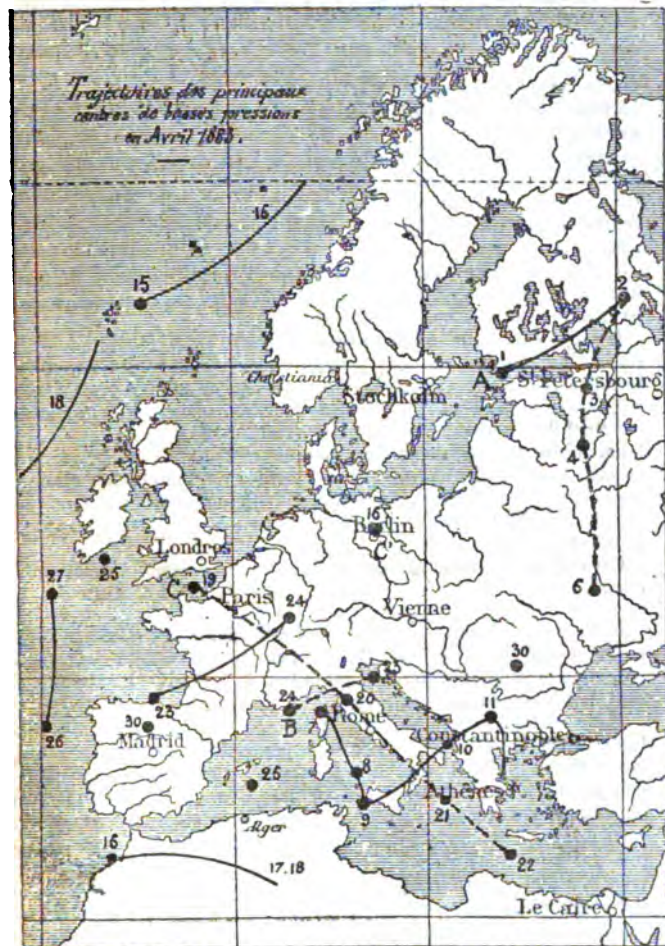 Trajectoires des principaux
centres de basses pressions
en Avril 1883.
16
15
2
1
18
Christiania
A
St Pétersbourg
Stockholm
3
4
16
Berlin
C'
Londres
25
27
C
19
Paris
24
6
Vienne
30
25
23
24
20
11
B
Rome
26
30
Madrid
Constantinople
10
8
25
9
Athènes
21
Alger
16
22
17.18
Le Caire